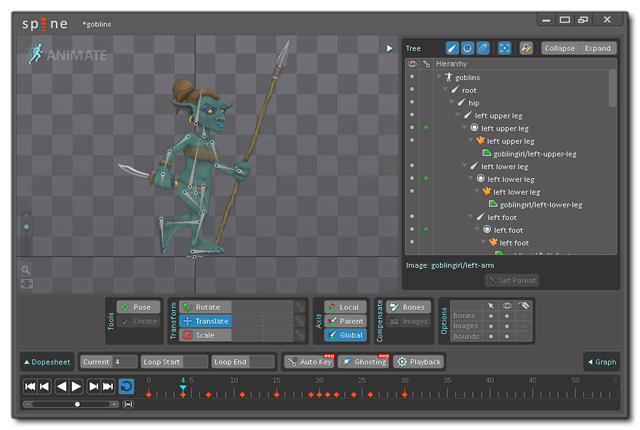 spine *goblins
ANIMATE
Tree
Collapse Expand
Hierarchy
goblins
root
hip
left upper leg
left upper leg
left upper leg
goblingirl/left-upper-leg
left lower leg
left lower leg
left lower leg
goblingirl/left-lower-leg
left foot
left foot
left foot
Image: goblingirl/left-arm
Set Parent
Tools
Pose
Create
Transform
Rotate
Translate
Scale
Axis
Local
Parent
Global
Compensate
Bones
Images
Options
Bones
Images
Bounds
Dopesheet
Current 4
Loop Start
Loop End
Auto Key
Ghosting
Playback
Graph
0 4 5 10 15 20 25 30 35 40 45 50